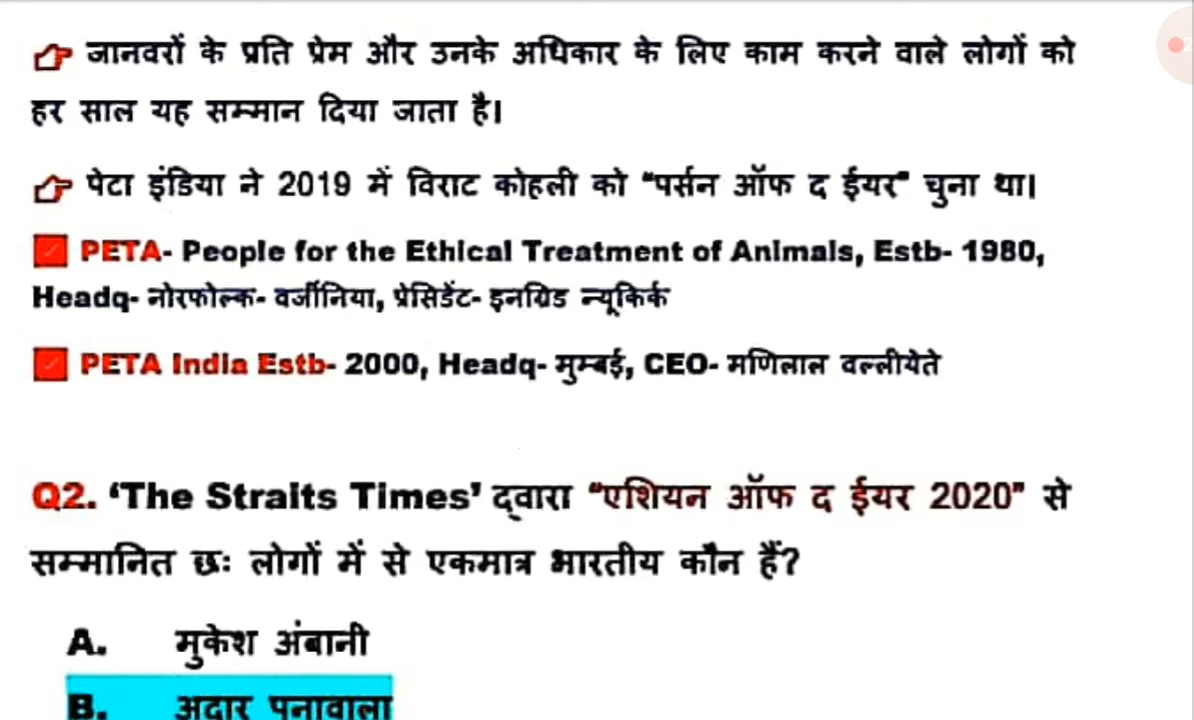 जानवरों के प्रति प्रेम और उनके अधिकार के लिए काम करने वाले लोगों को
हर साल यह सम्मान दिया जाता है।
पेटा इंडिया ने 2019 में विराट कोहली को "पर्सन ऑफ द ईयर" चुना था।
PETA- People for the Ethical Treatment of Animals, Estb- 1980,
Headq- नोरफोल्क- वर्जीनिया, प्रेसिडेंट- इनग्रिड न्यूकिर्क
PETA India Estb- 2000, Headq- मुम्बई, CEO- मणिलाल वल्लीयेते
Q2. ‘The Straits Times’ द्वारा “एशियन ऑफ द ईयर 2020” से
सम्मानित छः लोगों में से एकमात्र भारतीय कौन हैं?
A. मुकेश अंबानी
B. अदार पूनावाला